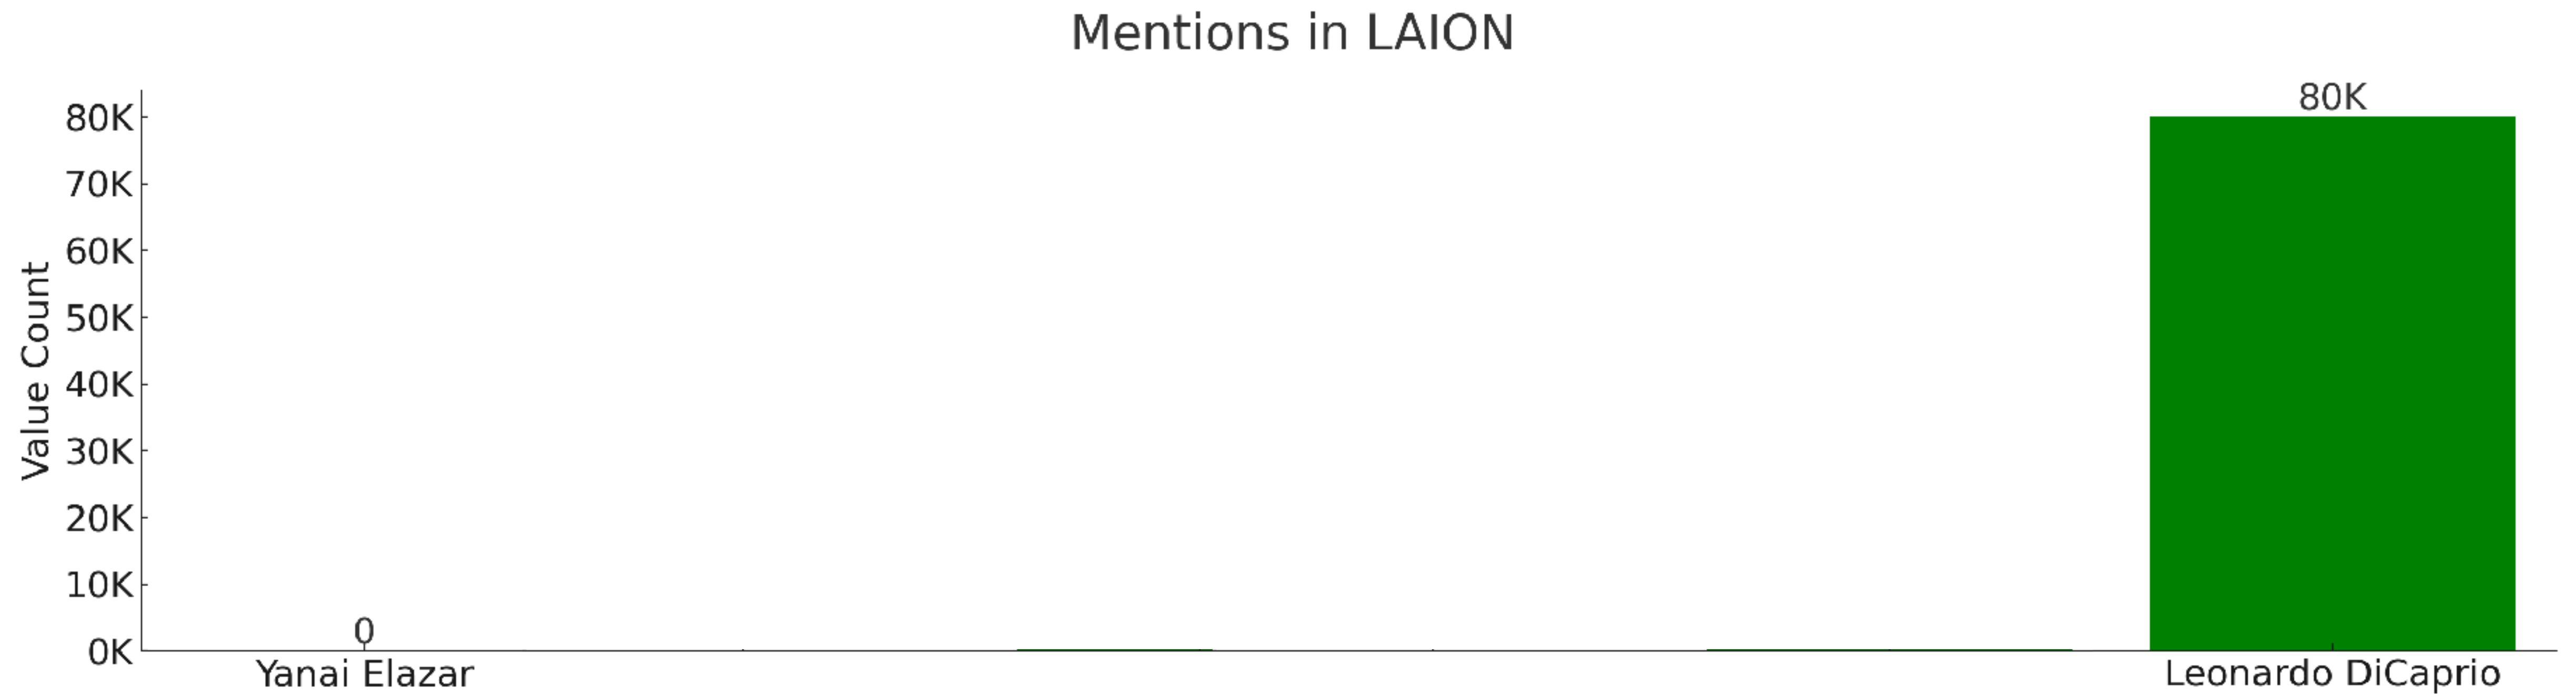 Mentions in LAION
Value Count
80K
70K
60K
50K
40K
30K
20K
10K
0K
0
80K
Yanai Elazar
Leonardo DiCaprio